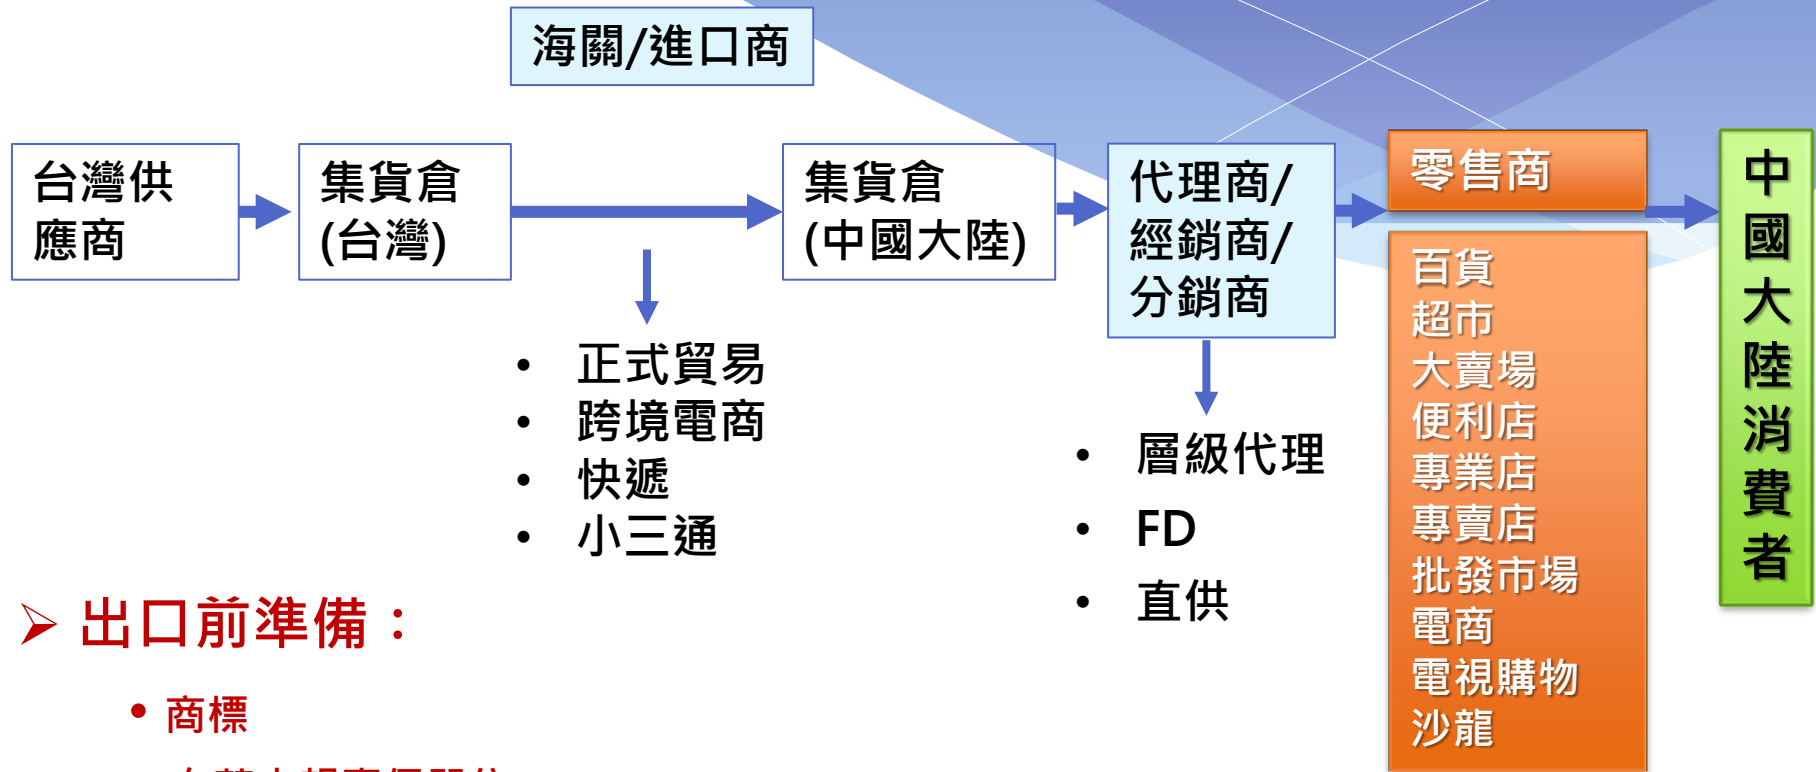 海關/進口商
台灣供
應商
集貨倉
(台灣)
集貨倉
(中國大陸)
代理商/
經銷商/
分銷商
零售商
中國大陸消費者
• 正式貿易
• 跨境電商
• 快遞
• 小三通
• 層級代理
• FD
• 直供
百貨
超市
大賣場
便利店
專業店
專賣店
批發市場
電商
電視購物
沙龍
➢ 出口前準備：
• 商標